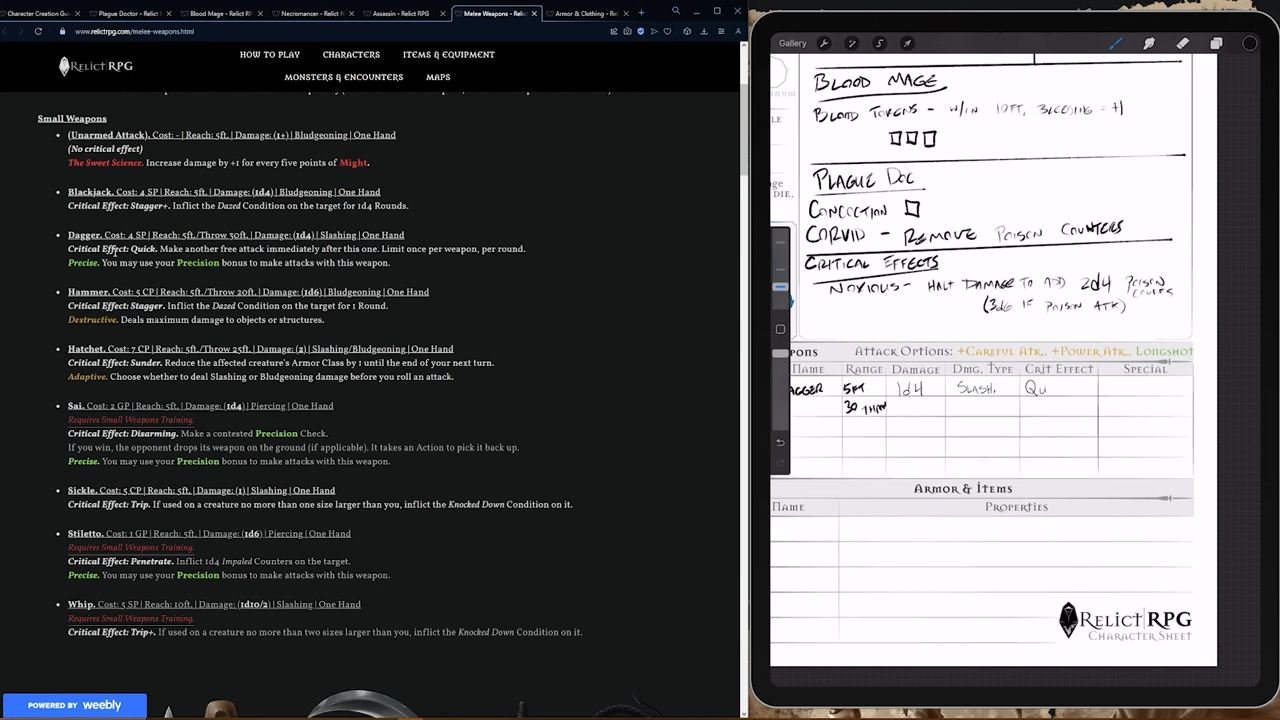 Character Creation Gu
Plague Doctor - Relict R
Blood Mage - Relict RP
Necromancer - Relict R
Assassin - Relict RPG
Melee Weapons - Relic
Armor & Clothing - Re
www.relictrpg.com/melee-weapons.html
RELICT|RPG
HOW TO PLAY CHARACTERS ITEMS & EQUIPMENT
MONSTERS & ENCOUNTERS MAPS
Small Weapons
(Unarmed Attack). Cost: - | Reach: 5ft. | Damage: (1+) | Bludgeoning | One Hand
(No critical effect)
The Sweet Science. Increase damage by +1 for every five points of Might.
Blackjack. Cost: 4 SP | Reach: 5ft. | Damage: (1d4) | Bludgeoning | One Hand
Critical Effect: Stagger+. Inflict the Dazed Condition on the target for 1d4 Rounds.
Dagger. Cost: 4 SP | Reach: 5ft./Throw 30ft. | Damage: (1d4) | Slashing | One Hand
Critical Effect: Quick. Make another free attack immediately after this one. Limit once per weapon, per round.
Precise. You may use your Precision bonus to make attacks with this weapon.
Hammer. Cost: 5 CP | Reach: 5ft./Throw 20ft. | Damage: (1d6) | Bludgeoning | One Hand
Critical Effect: Stagger. Inflict the Dazed Condition on the target for 1 Round.
Destructive. Deals maximum damage to objects or structures.
Hatchet. Cost: 7 CP | Reach: 5ft./Throw 25ft. | Damage: (2) | Slashing/Bludgeoning | One Hand
Critical Effect: Sunder. Reduce the affected creature's Armor Class by 1 until the end of your next turn.
Adaptive. Choose whether to deal Slashing or Bludgeoning damage before you roll an attack.
Sai. Cost: 2 GP | Reach: 5ft. | Damage: (1d4) | Piercing | One Hand
Requires Small Weapons Training.
Critical Effect: Disarming. Make a contested Precision Check.
If you win, the opponent drops its weapon on the ground (if applicable). It takes an Action to pick it back up.
Precise. You may use your Precision bonus to make attacks with this weapon.
Sickle. Cost: 5 CP | Reach: 5ft. | Damage: (1) | Slashing | One Hand
Critical Effect: Trip. If used on a creature no more than one size larger than you, inflict the Knocked Down Condition on it.
Stiletto. Cost: 1 GP | Reach: 5ft. | Damage: (1d6) | Piercing | One Hand
Requires Small Weapons Training.
Critical Effect: Penetrate. Inflict 1d4 Impaled Counters on the target.
Precise. You may use your Precision bonus to make attacks with this weapon.
Whip. Cost: 5 SP | Reach: 10ft. | Damage: (1d10/2) | Slashing | One Hand
Requires Small Weapons Training.
Critical Effect: Trip+. If used on a creature no more than two sizes larger than you, inflict the Knocked Down Condition on it.
POWERED BY weebly
Gallery
BLOOD MAGE
BLOOD TOKENS - W/IN 10FT, BLEEDING = +1
PLAGUE DOC
CONCOCTION
CORVID - REMOVE POISON COUNTERS
CRITICAL EFFECTS
NOXIOUS - HALF DAMAGE TO ADD 2d4 POISON
(3d6 IF POISON ATK)
DIE.
PONS ATTACK OPTIONS: +CAREFUL ATK., +POWER ATK., LONGSHOT
NAME RANGE DAMAGE DMG. TYPE CRIT EFFECT SPECIAL
AGGER 5FT 1d4 SLASH. QU
30 THRW
ARMOR & ITEMS
NAME PROPERTIES
RELICT|RPG
CHARACTER SHEET